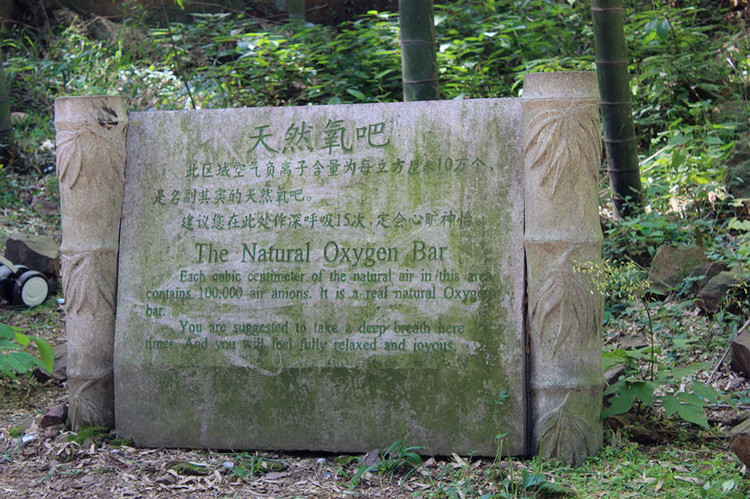 天然氧吧
此区域空气负离子含量为每立方厘米10万个，
是名副其实的天然氧吧。
建议您在此处作深呼吸15次，定会心旷神怡。
The Natural Oxygen Bar
Each cubic centimeter of the natural air in this area
contains 100,000 air anions. It is a real natural Oxygen
bar.
You are suggested to take a deep breath here
times. And you will feel fully relaxed and joyous.